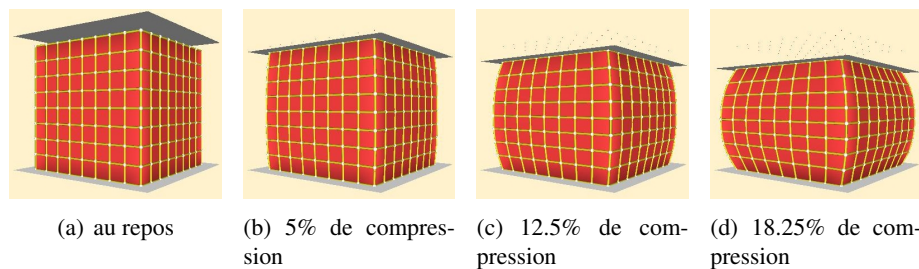 (a) au repos
(b) 5% de compres-
sion
(c) 12.5% de com-
pression
(d) 18.25% de com-
pression